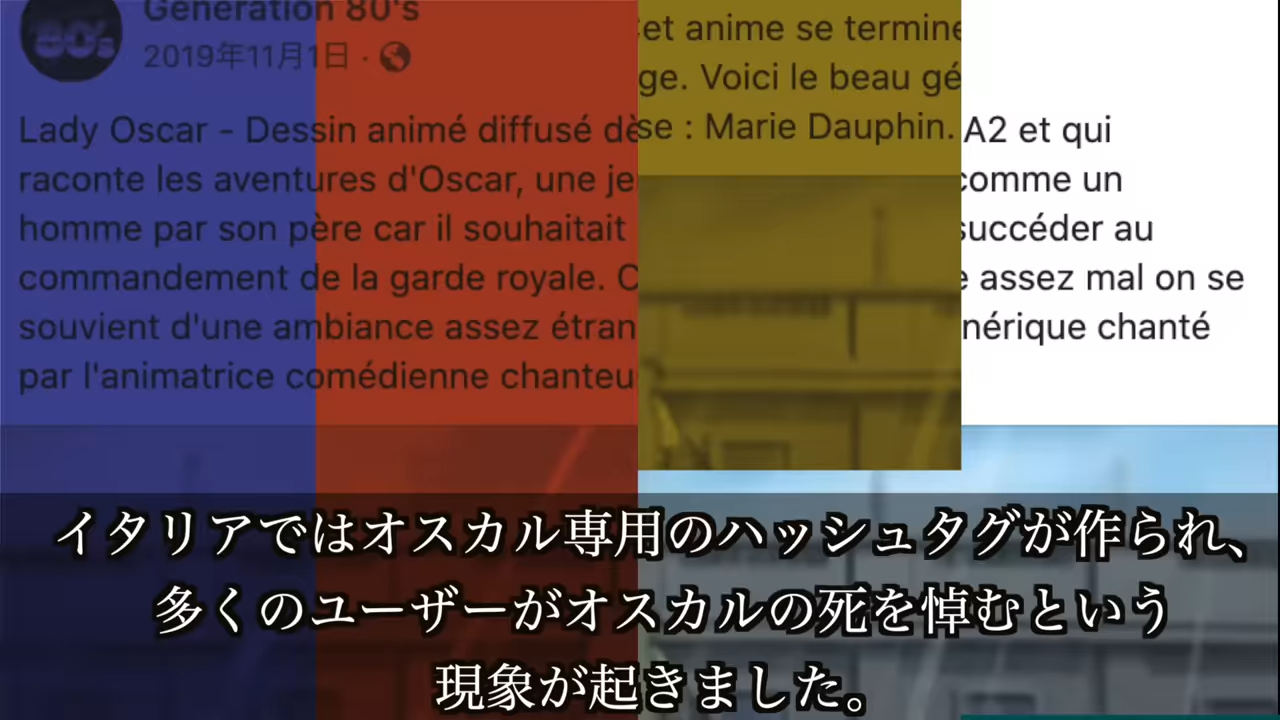 Generation 80's
80's
2019年11月1日 ·
Lady Oscar - Dessin animé diffusé dè
raconte les aventures d'Oscar, une je
homme par son père car il souhaitait
commandement de la garde royale. C
souvient d'une ambiance assez étran
par l'animatrice comédienne chanteu
Cet anime se termine
ge. Voici le beau gé
se : Marie Dauphin.
A2 et qui
comme un
succéder au
e assez mal on se
nérique chanté
イタリアではオスカル専用のハッシュタグが作られ、
多くのユーザーがオスカルの死を悼むという
現象が起きました。